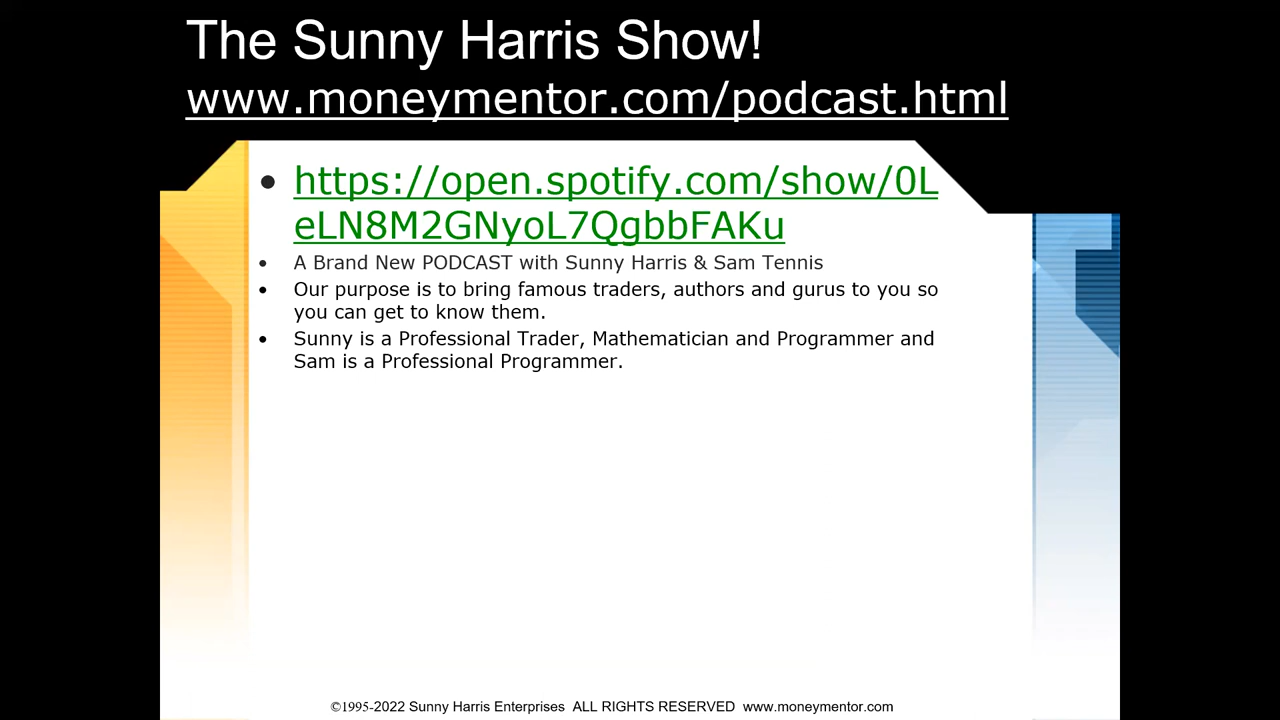 The Sunny Harris Show!
www.moneymentor.com/podcast.html
• https://open.spotify.com/show/0L
eLN8M2GNyoL7QgbbFAKu
• A Brand New PODCAST with Sunny Harris & Sam Tennis
• Our purpose is to bring famous traders, authors and gurus to you so
you can get to know them.
• Sunny is a Professional Trader, Mathematician and Programmer and
Sam is a Professional Programmer.
©1995-2022 Sunny Harris Enterprises ALL RIGHTS RESERVED www.moneymentor.com